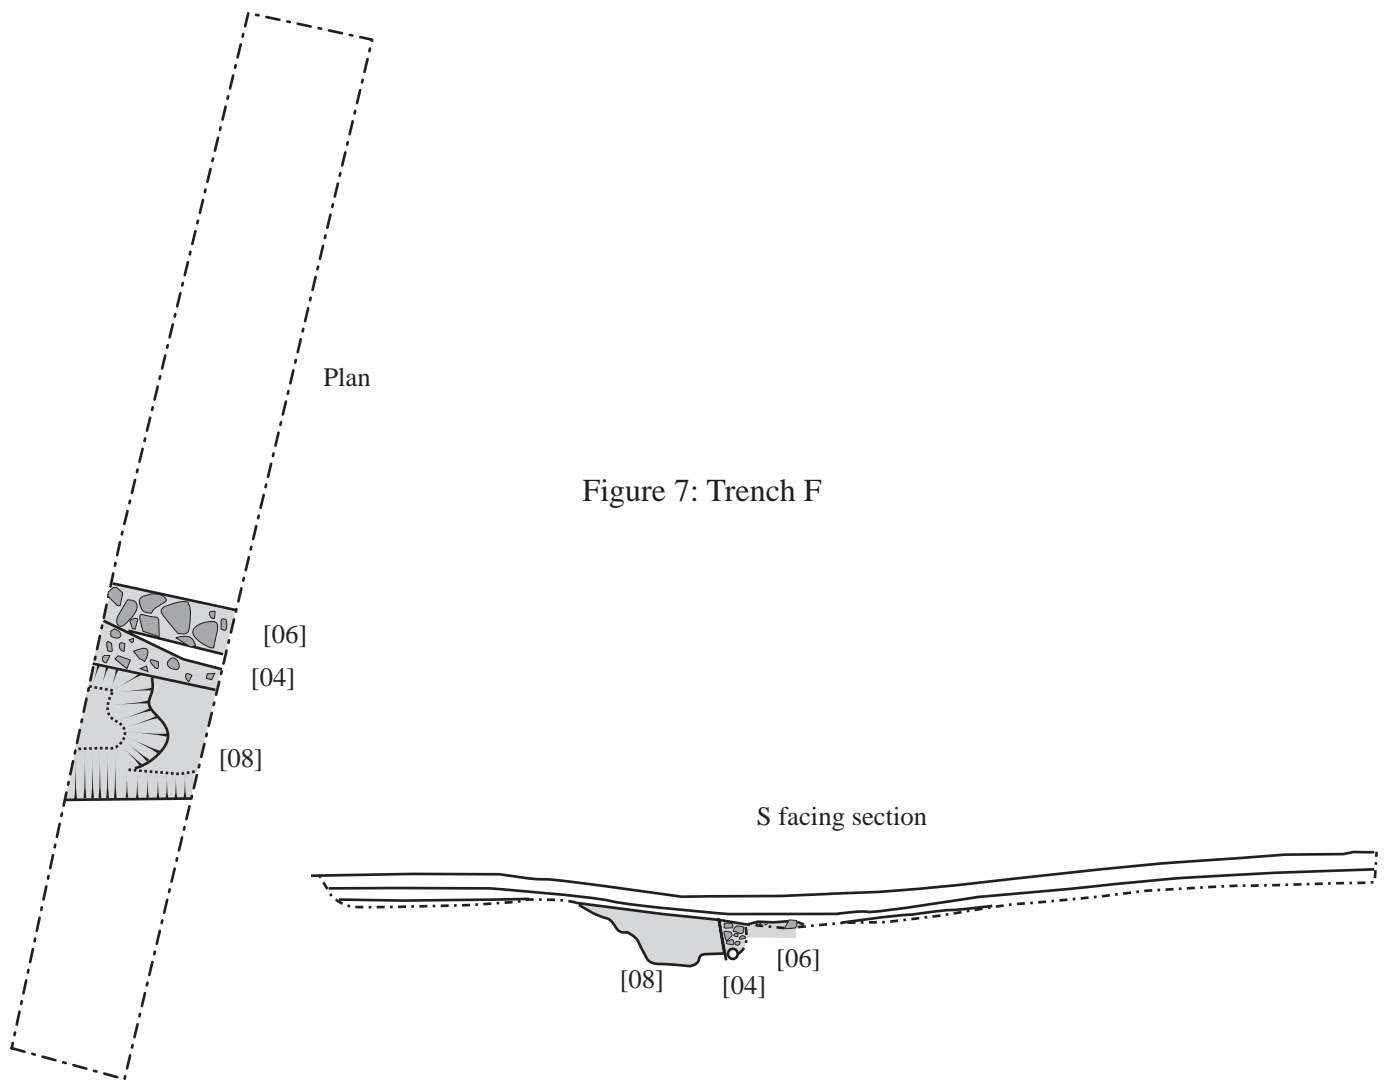 Plan
Figure 7: Trench F
[06]
[04]
[08]
S facing section
[06]
[08]
[04]